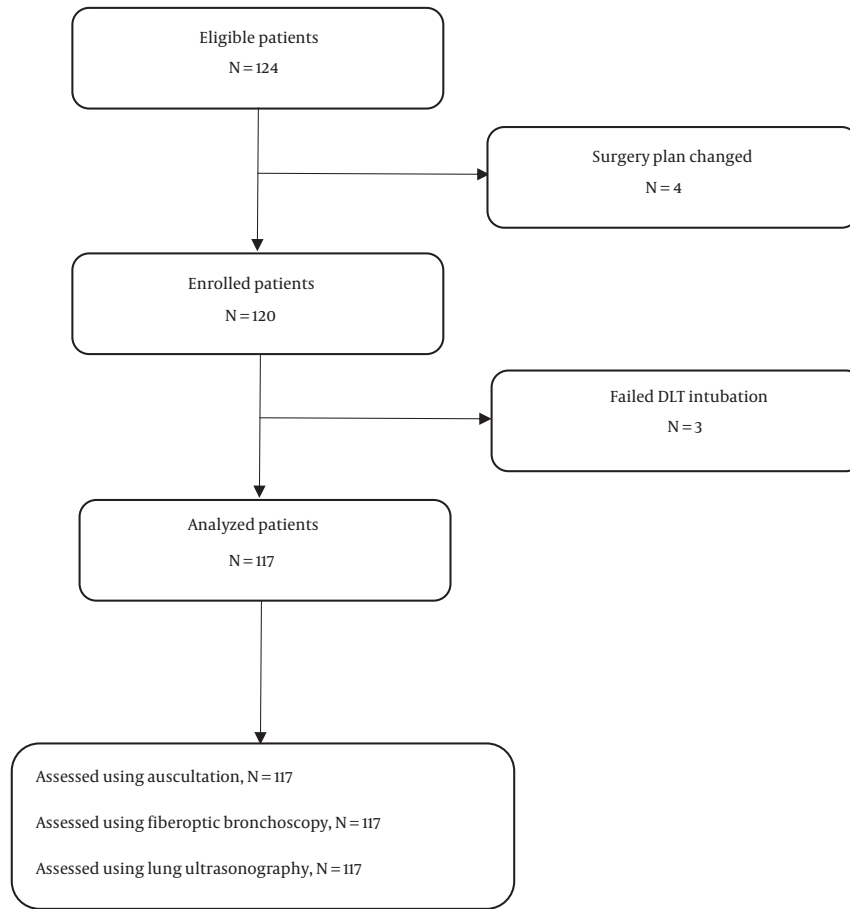 Eligible patients
N = 124
Surgery plan changed
N = 4
Enrolled patients
N = 120
Failed DLT intubation
N = 3
Analyzed patients
N = 117
Assessed using auscultation, N = 117
Assessed using fiberoptic bronchoscopy, N = 117
Assessed using lung ultrasonography, N = 117